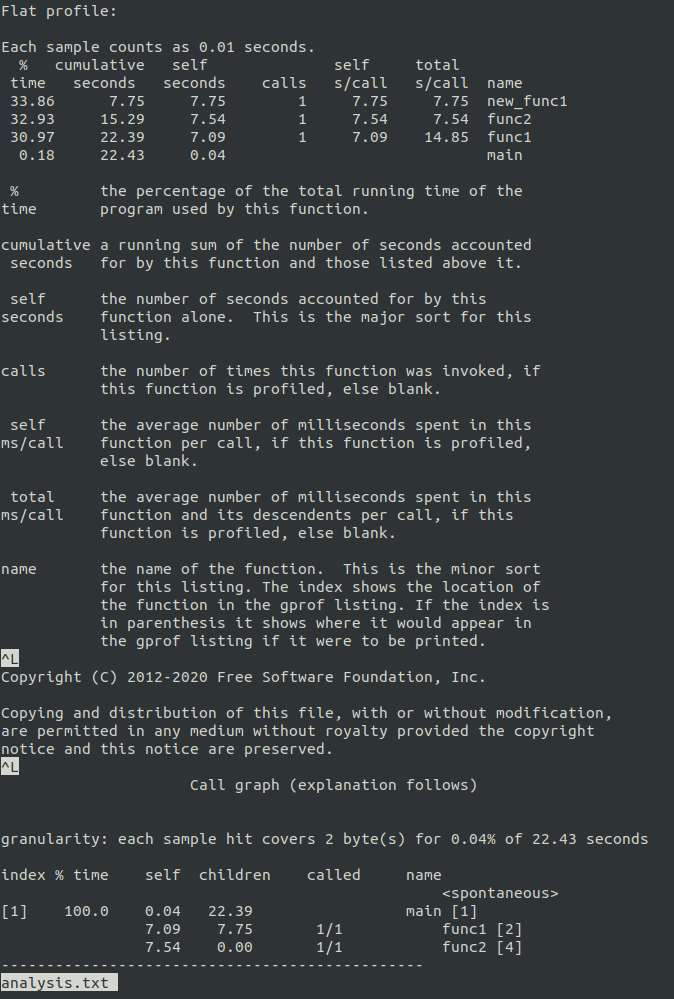 Flat profile:

Each sample counts as 0.01 seconds.
  %   cumulative   self              self     total
 time   seconds   seconds    calls   s/call   s/call  name
 33.86      7.75     7.75        1     7.75     7.75  new_func1
 32.93     15.29     7.54        1     7.54     7.54  func2
 30.97     22.39     7.09        1     7.09    14.85  func1
  0.18     22.43     0.04                             main

 %         the percentage of the total running time of the
time       program used by this function.

cumulative a running sum of the number of seconds accounted
 seconds   for by this function and those listed above it.

 self      the number of seconds accounted for by this
seconds    function alone.  This is the major sort for this
           listing.

calls      the number of times this function was invoked, if
           this function is profiled, else blank.

 self      the average number of milliseconds spent in this
ms/call    function per call, if this function is profiled,
           else blank.

 total     the average number of milliseconds spent in this
ms/call    function and its descendents per call, if this
           function is profiled, else blank.

name       the name of the function.  This is the minor sort
           for this listing. The index shows the location of
           the function in the gprof listing. If the index is
           in parenthesis it shows where it would appear in
           the gprof listing if it were to be printed.
^L
Copyright (C) 2012-2020 Free Software Foundation, Inc.

Copying and distribution of this file, with or without modification,
are permitted in any medium without royalty provided the copyright
notice and this notice are preserved.
^L
                     Call graph (explanation follows)


granularity: each sample hit covers 2 byte(s) for 0.04% of 22.43 seconds

index % time    self  children    called     name
                                                 <spontaneous>
[1]    100.0    0.04   22.39                 main [1]
                7.09    7.75       1/1           func1 [2]
                7.54    0.00       1/1           func2 [4]
-----------------------------------------------
analysis.txt